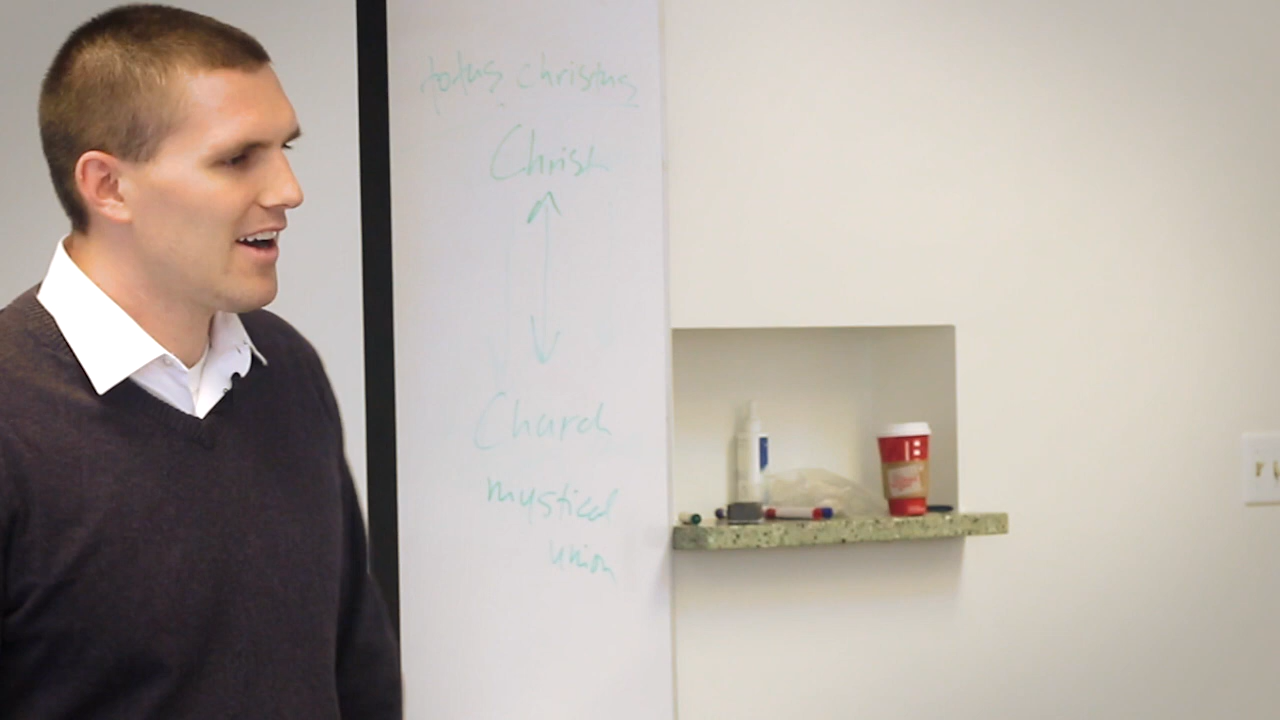 totus christus
Christ
Church
mystical
union